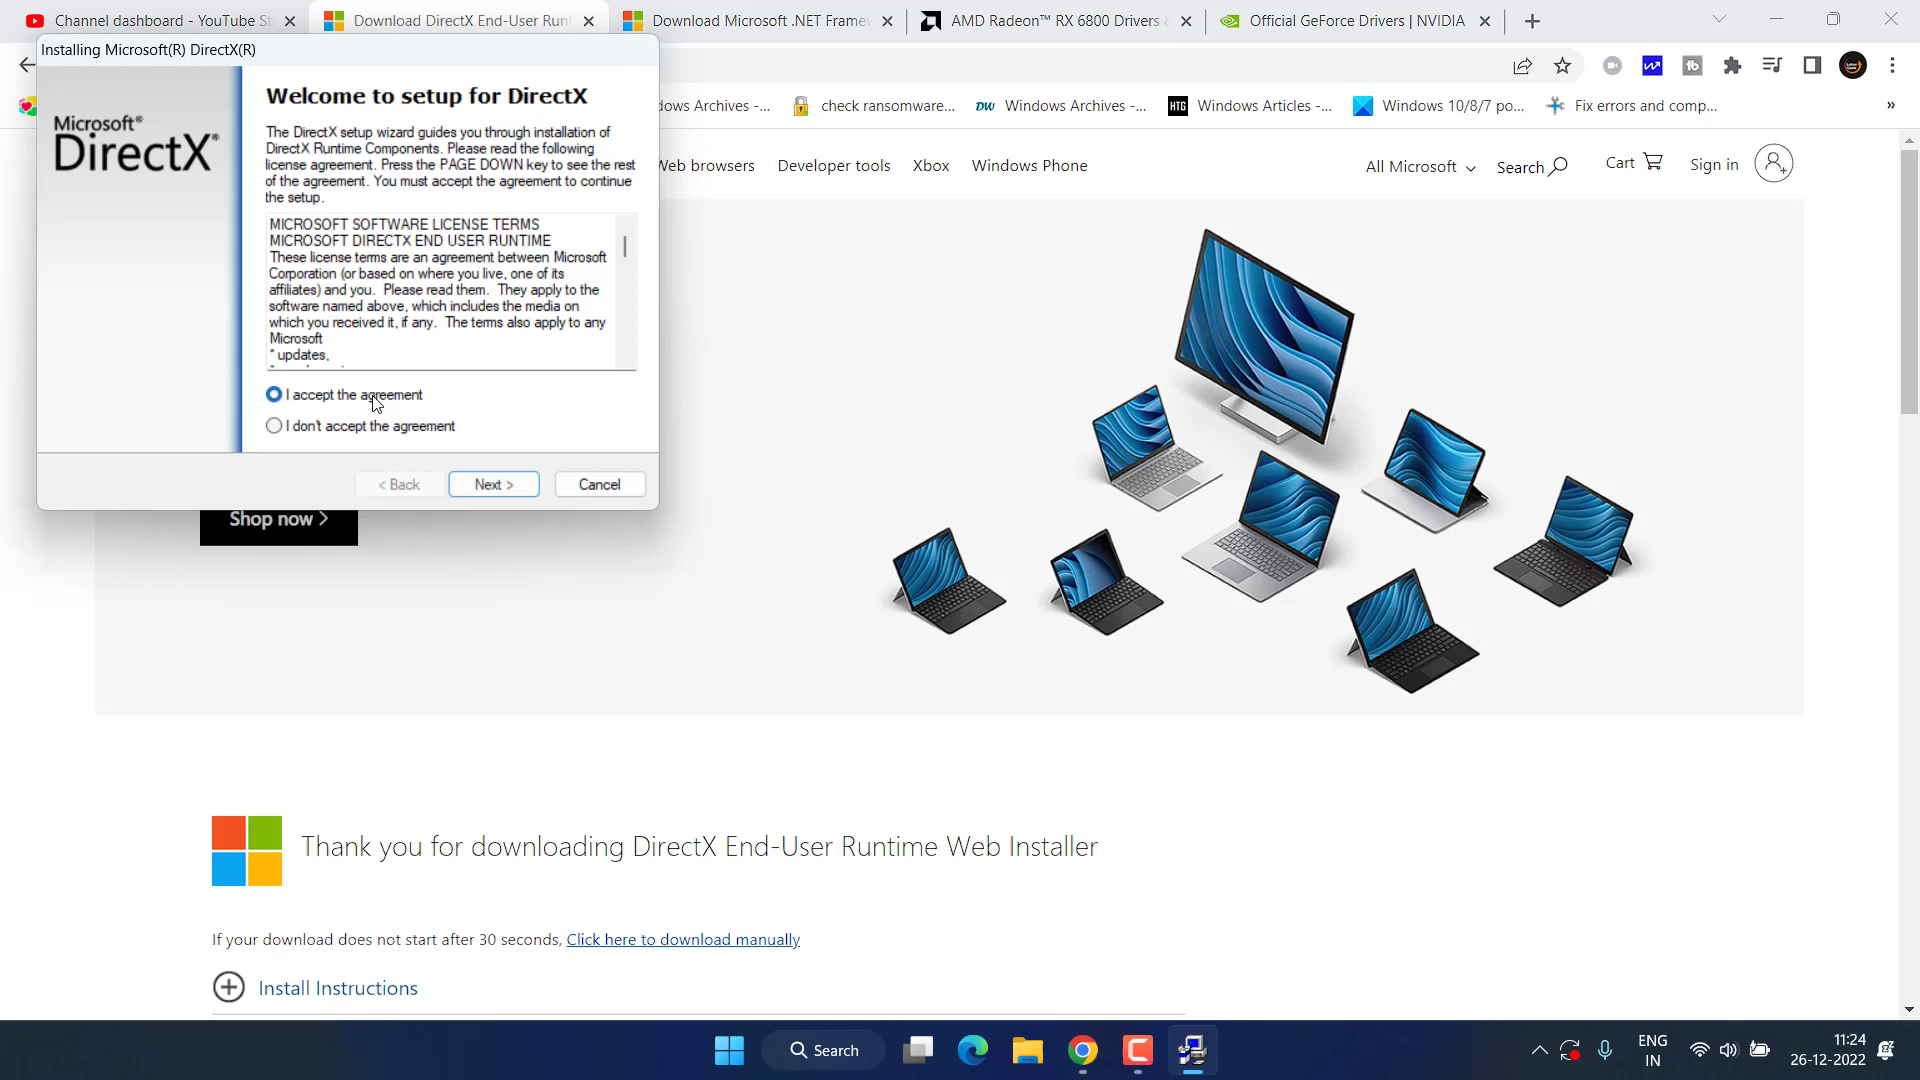 Channel dashboard - YouTube St
Download DirectX End-User Runt
Download Microsoft .NET Frame
AMD Radeon™ RX 6800 Drivers
Official GeForce Drivers | NVIDIA
Installing Microsoft(R) DirectX(R)
dows Archives -...
check ransomware...
DW
Windows Archives -...
HTG
Windows Articles -...
Windows 10/8/7 po...
Fix errors and comp...
»
Microsoft®
DirectX®
Welcome to setup for DirectX
The DirectX setup wizard guides you through installation of
DirectX Runtime Components. Please read the following
license agreement. Press the PAGE DOWN key to see the rest
of the agreement. You must accept the agreement to continue
the setup.
MICROSOFT SOFTWARE LICENSE TERMS
MICROSOFT DIRECTX END USER RUNTIME
These license terms are an agreement between Microsoft
Corporation (or based on where you live, one of its
affiliates) and you. Please read them. They apply to the
software named above, which includes the media on
which you received it, if any. The terms also apply to any
Microsoft
* updates,
I accept the agreement
I don't accept the agreement
< Back
Next >
Cancel
Web browsers
Developer tools
Xbox
Windows Phone
All Microsoft
Search
Cart
Sign in
Shop now >
Thank you for downloading DirectX End-User Runtime Web Installer
If your download does not start after 30 seconds, Click here to download manually
Install Instructions
Search
ENG
IN
11:24
26-12-2022